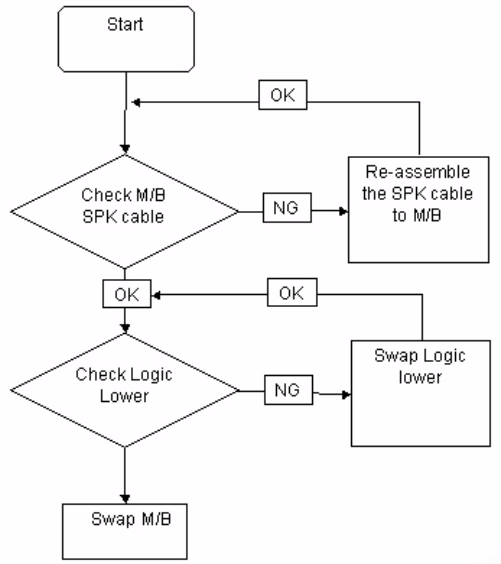 Start
OK
Check M/B
SPK cable
NG
Re-assemble
the SPK cable
to M/B
OK
OK
Check Logic
Lower
NG
Swap Logic
lower
Swap M/B